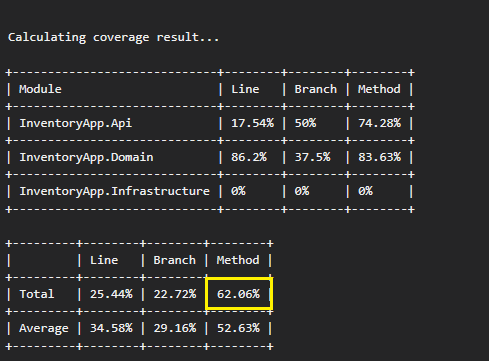 Calculating coverage result...
+-----------------------------+--------+--------+--------+
| Module | Line | Branch | Method |
+-----------------------------+--------+--------+--------+
| InventoryApp.Api | 17.54% | 50% | 74.28% |
+-----------------------------+--------+--------+--------+
| InventoryApp.Domain | 86.2% | 37.5% | 83.63% |
+-----------------------------+--------+--------+--------+
| InventoryApp.Infrastructure | 0% | 0% | 0% |
+-----------------------------+--------+--------+--------+
+---------+--------+--------+--------+
| | Line | Branch | Method |
+---------+--------+--------+--------+
| Total | 25.44% | 22.72% | 62.06% |
+---------+--------+--------+--------+
| Average | 34.58% | 29.16% | 52.63% |
+---------+--------+--------+--------+